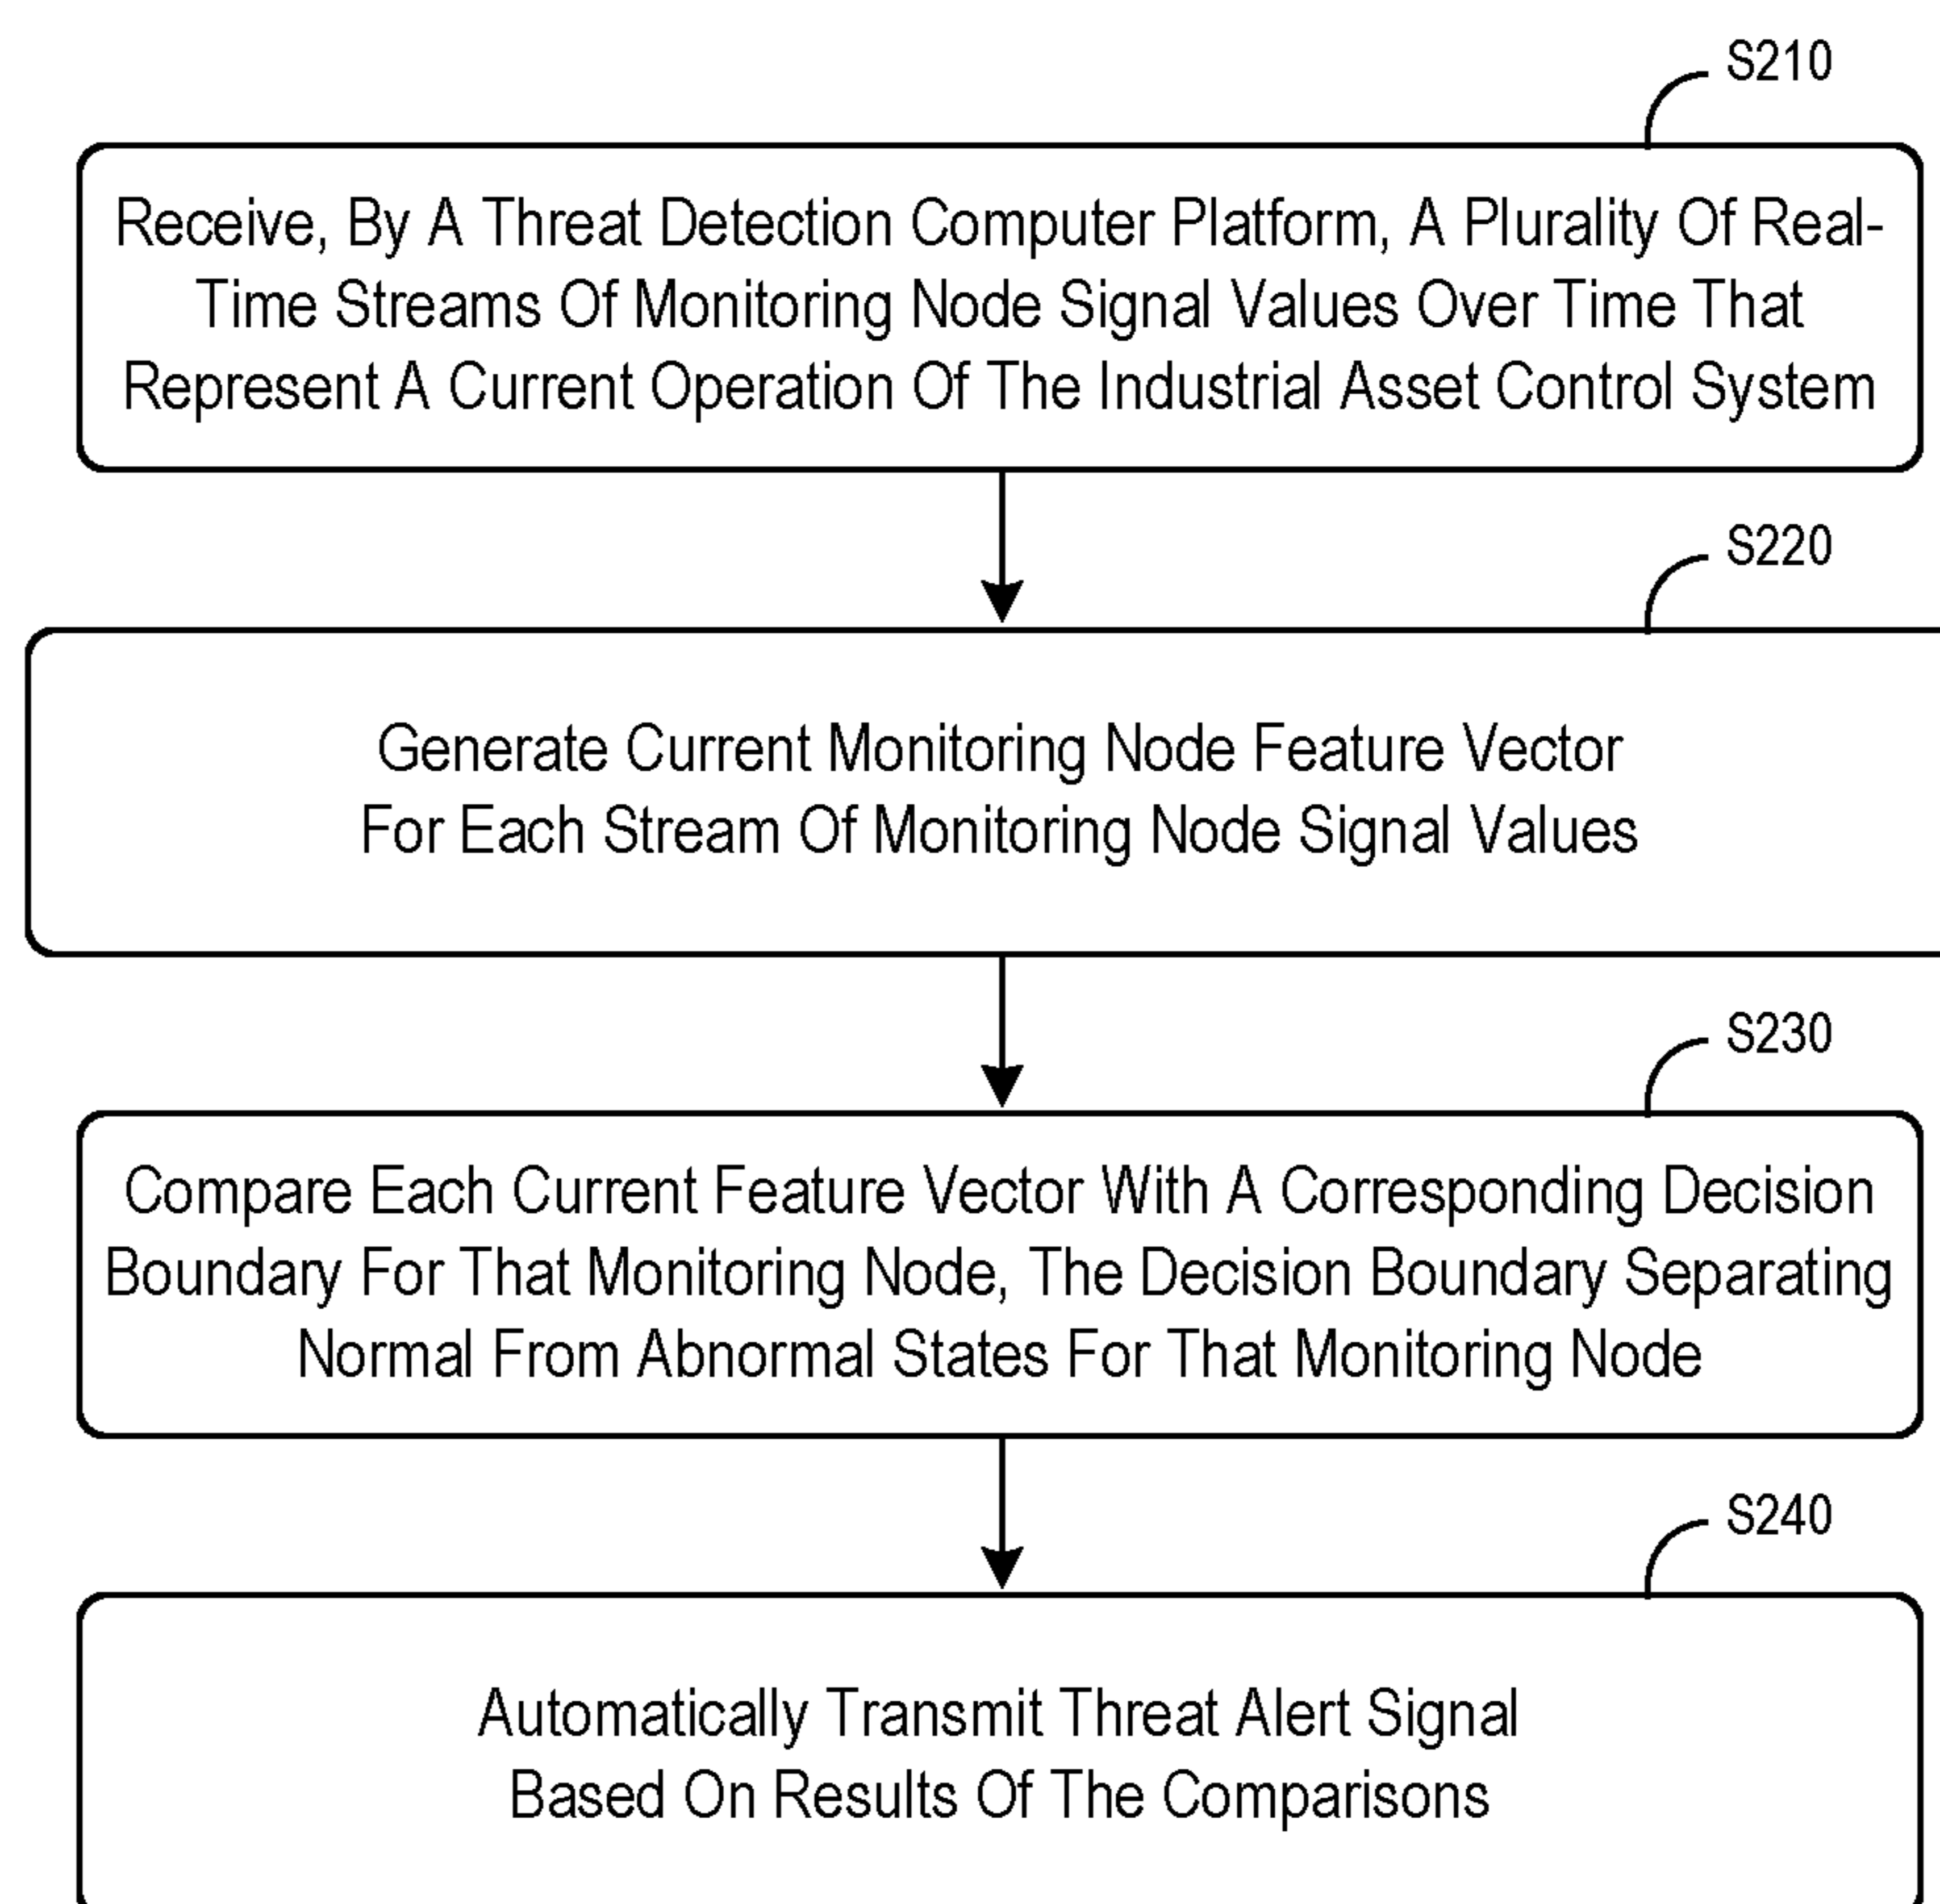 S210
Receive, By A Threat Detection Computer Platform, A Plurality Of Real-
Time Streams Of Monitoring Node Signal Values Over Time That
Represent A Current Operation Of The Industrial Asset Control System
S220
Generate Current Monitoring Node Feature Vector
For Each Stream Of Monitoring Node Signal Values
S230
Compare Each Current Feature Vector With A Corresponding Decision
Boundary For That Monitoring Node, The Decision Boundary Separating
Normal From Abnormal States For That Monitoring Node
S240
Automatically Transmit Threat Alert Signal
Based On Results Of The Comparisons